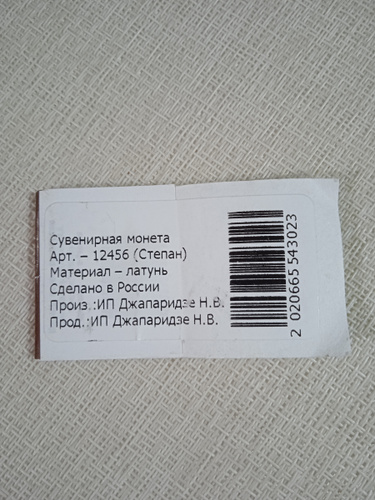 Сувенирная монета
Арт. – 12456 (Степан)
Материал – латунь
Сделано в России
Произ.:ИП Джапаридзе Н.В.
Прод.:ИП Джапаридзе Н.В.
2 020665 543023